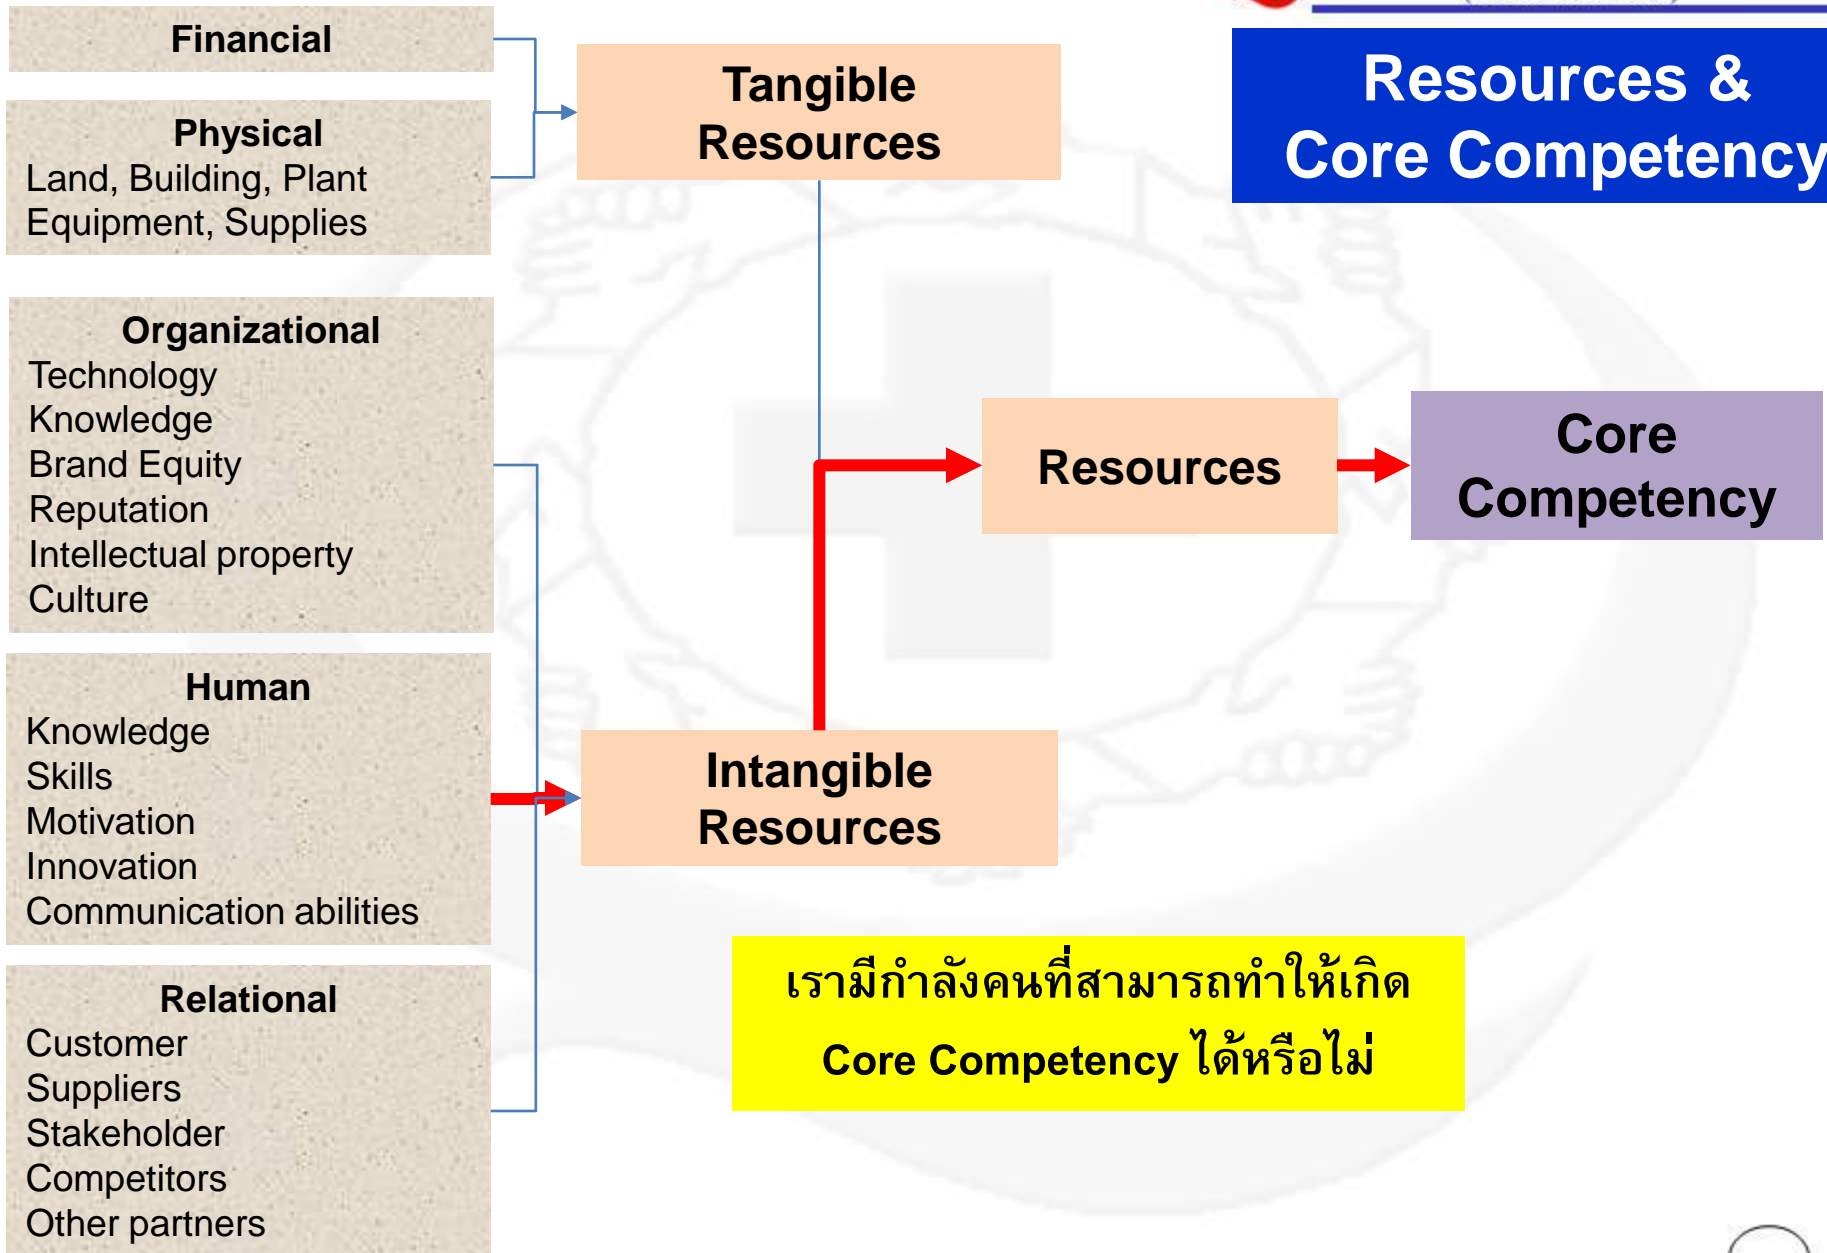 Resources &
Core Competency
Financial
Physical
Land, Building, Plant
Equipment, Supplies
Tangible
Resources
Organizational
Technology
Knowledge
Brand Equity
Reputation
Intellectual property
Culture
Resources
Core
Competency
Human
Knowledge
Skills
Motivation
Innovation
Communication abilities
Intangible
Resources
Relational
Customer
Suppliers
Stakeholder
Competitors
Other partners
เรามีกำลังคนที่สามารถทำให้เกิด
Core Competency ได้หรือไม่